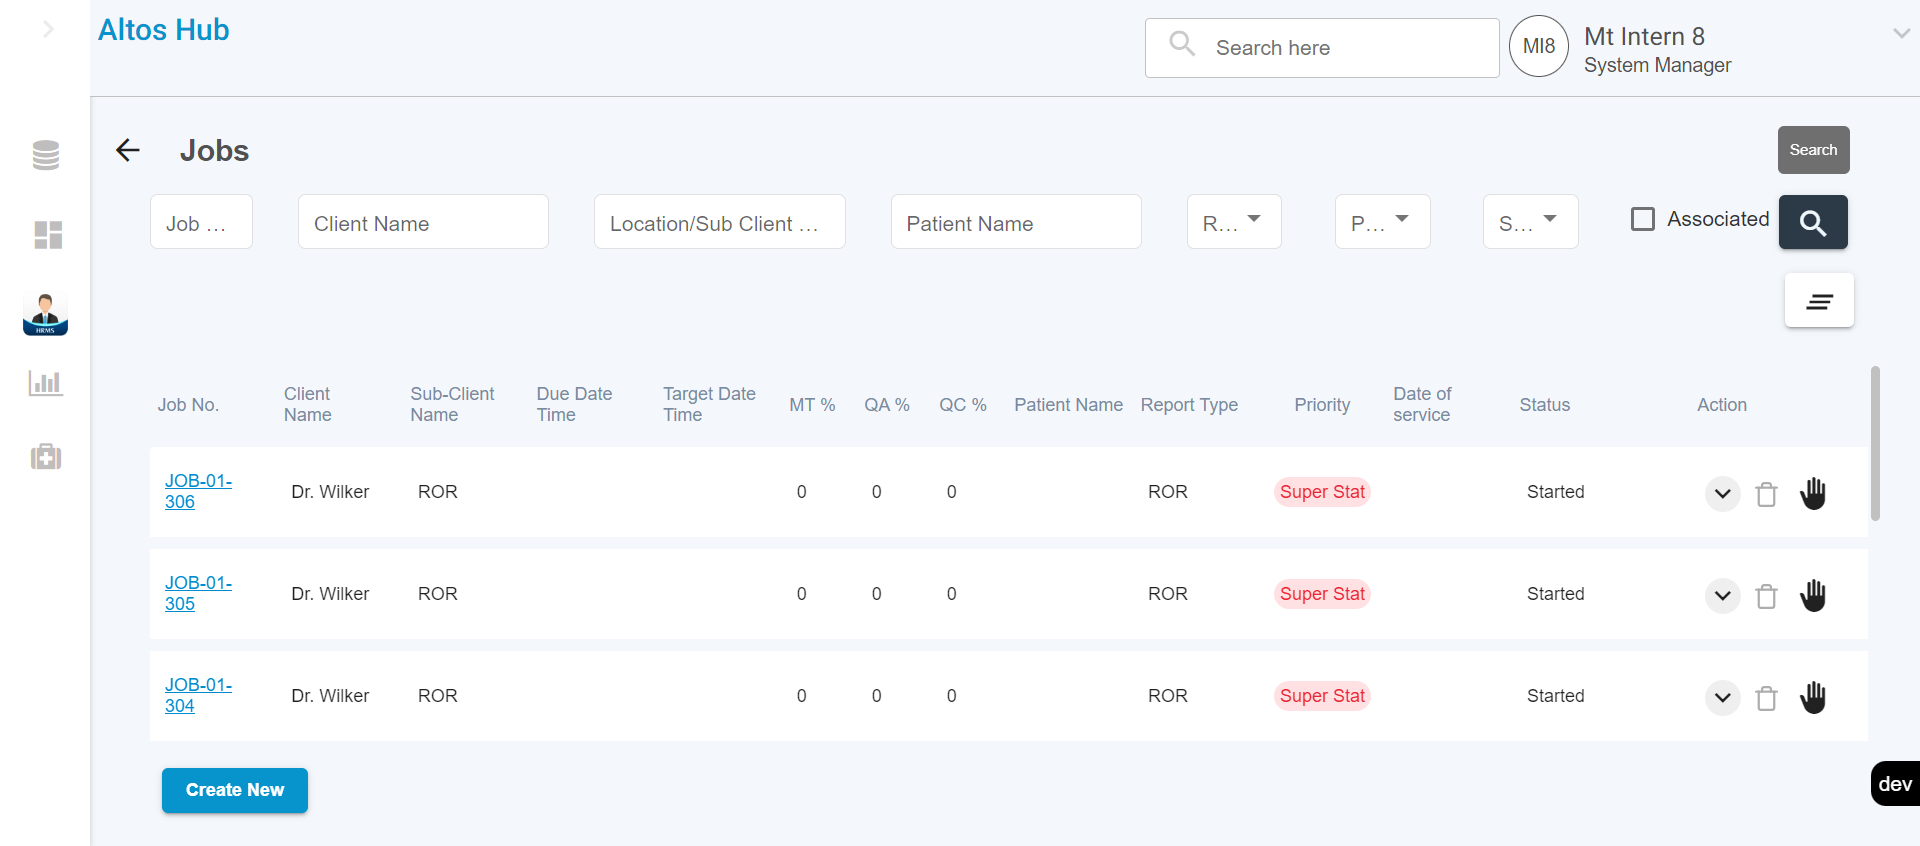 Altos Hub
Search here
MI8
Mt Intern 8
System Manager
Jobs
Search
Job ...
Client Name
Location/Sub Client ...
Patient Name
R...
P...
S...
Associated
HRMS
Job No.
Client Name
Sub-Client Name
Due Date Time
Target Date Time
MT %
QA %
QC %
Patient Name
Report Type
Priority
Date of service
Status
Action
JOB-01-306
Dr. Wilker
ROR
0
0
0
ROR
Super Stat
Started
JOB-01-305
Dr. Wilker
ROR
0
0
0
ROR
Super Stat
Started
JOB-01-304
Dr. Wilker
ROR
0
0
0
ROR
Super Stat
Started
Create New
dev